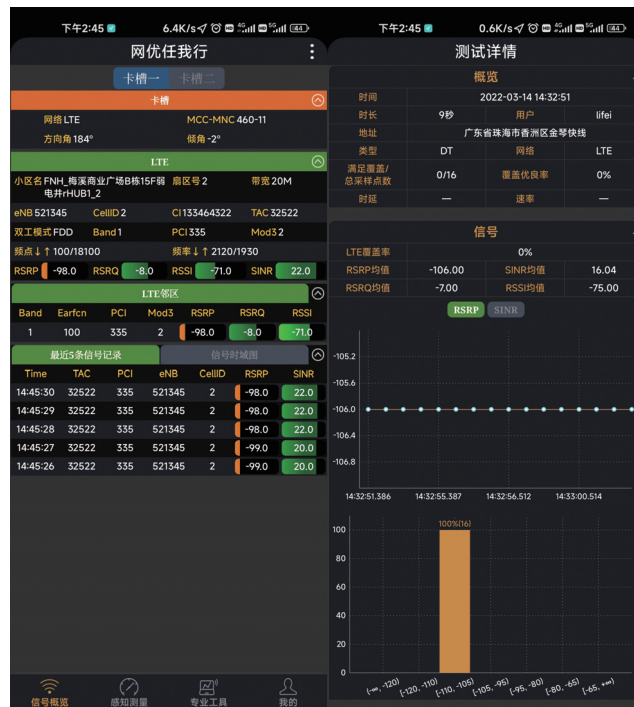 下午2:45 6.4K/s 4G 5G 44
网优任我行
卡槽一 卡槽二
卡槽
网络 LTE MCC-MNC 460-11
方向角 184° 倾角 -2°
LTE
小区名 FNH_梅溪商业广场B栋15F弱电井rHUB1_2 扇区号 2 带宽 20M
eNB 521345 CellID 2 CI 133464322 TAC 32522
双工模式 FDD Band 1 PCI 335 Mod3 2
频点↓↑ 100/18100 频率↓↑ 2120/1930
RSRP -98.0 RSRQ -8.0 RSSI -71.0 SINR 22.0
LTE邻区
Band Earfcn PCI Mod3 RSRP RSRQ RSSI
1 100 335 2 -98.0 -8.0 -71.0
最近5条信号记录 信号时域图
Time TAC PCI eNB CellID RSRP SINR
14:45:30 32522 335 521345 2 -98.0 22.0
14:45:29 32522 335 521345 2 -98.0 22.0
14:45:28 32522 335 521345 2 -98.0 22.0
14:45:27 32522 335 521345 2 -99.0 20.0
14:45:26 32522 335 521345 2 -99.0 20.0
信号概览 感知测量 专业工具 我的
下午2:45 0.6K/s 4G 5G 44
测试详情
概览
时间 2022-03-14 14:32:51
时长 9秒 用户 lifei
地址 广东省珠海市香洲区金琴快线
类型 DT 网络 LTE
满足覆盖/总采样点数 0/16 覆盖优良率 0%
时延 — 速率 —
信号
LTE覆盖率 0%
RSRP均值 -106.00 SINR均值 16.04
RSRQ均值 -7.00 RSSI均值 -75.00
RSRP SINR
-105.2
-105.6
-106.0
-106.4
-106.8
14:32:51.386 14:32:55.387 14:32:56.512 14:33:00.514
100%(16)
100
80
60
40
20
0
(-∞, -120) [-120, -110) [-110, -105) [-105, -95) [-95, -80) [-80, -65) [-65, +∞)